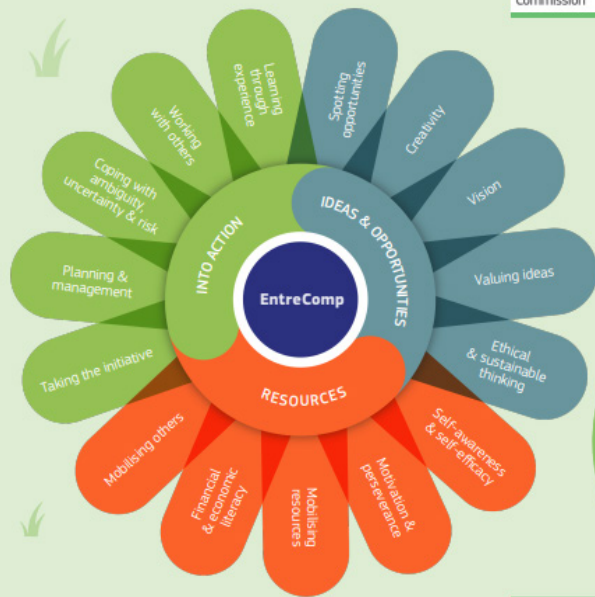 Commission
Learning
through
experience
Spotting
opportunities
Creativity
Vision
Valuing ideas
Ethical
& sustainable
thinking
Self-awareness
& self-efficacy
Motivation &
perseverance
Mobilising
resources
Financial
& economic
literacy
Mobilising others
Taking the initiative
Planning &
management
Coping with
ambiguity,
uncertainty & risk
Working
with others
INTO ACTION
IDEAS & OPPORTUNITIES
RESOURCES
EntreComp